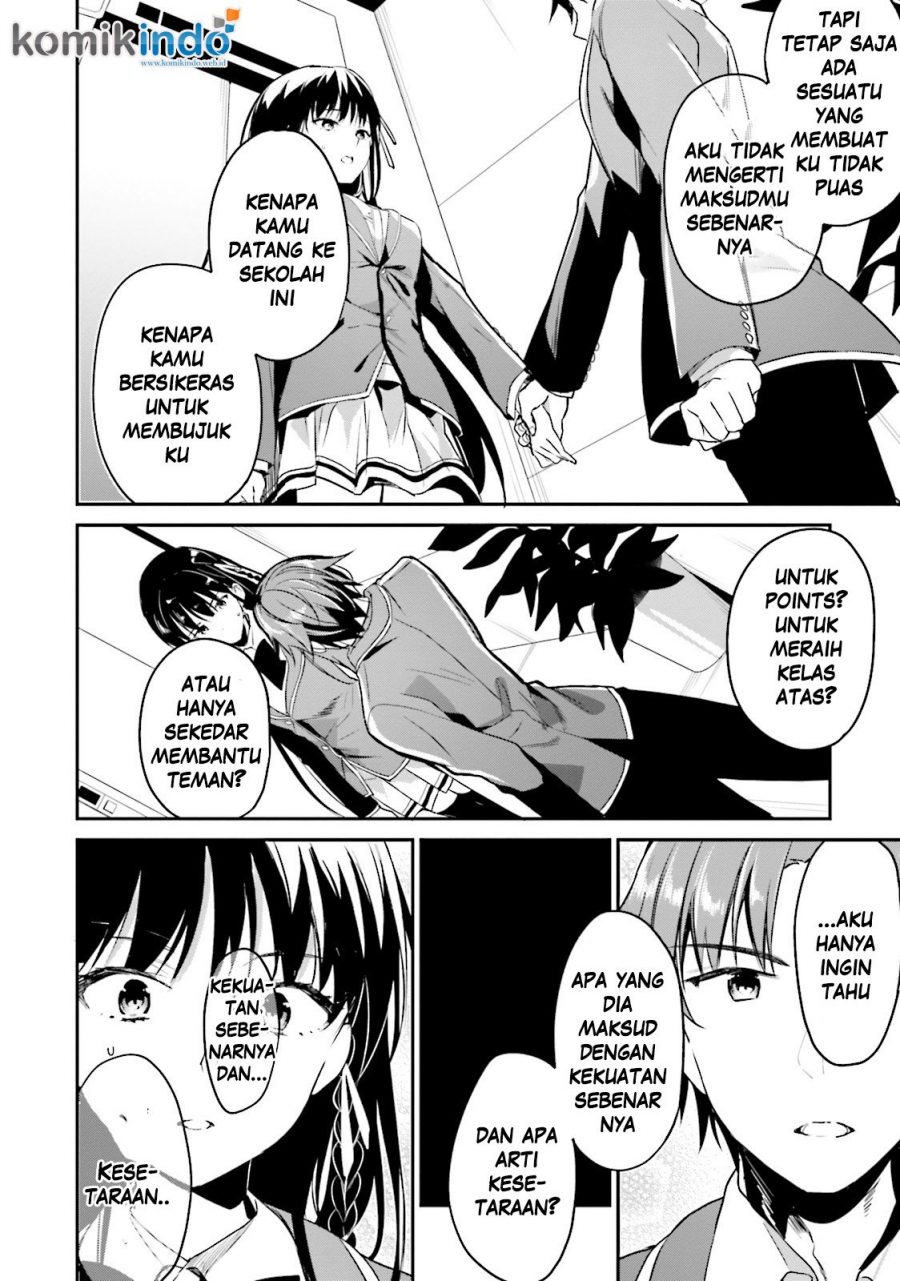 komikindo
www.komikindo.web.id
TAPI
TETAP SAJA
ADA
SESUATU
YANG
MEMBUAT
KU TIDAK
PUAS
AKU TIDAK
MENGERTI
MAKSUDMU
SEBENAR-
NYA
KENAPA
KAMU
DATANG KE
SEKOLAH
INI
KENAPA
KAMU
BERSIKERAS
UNTUK
MEMBUJUK
KU
UNTUK
POINTS?
UNTUK
MERAIH
KELAS
ATAS?
ATAU
HANYA
SEKEDAR
MEMBANTU
TEMAN?
...AKU
HANYA
INGIN
TAHU
APA YANG
DIA
MAKSUD
DENGAN
KEKUATAN
SEBENAR
NYA
DAN APA
ARTI
KESE-
TARAAN?
KEKUA-
TAN
SEBE-
NARNYA
DAN...
KESE-
TARAAN..